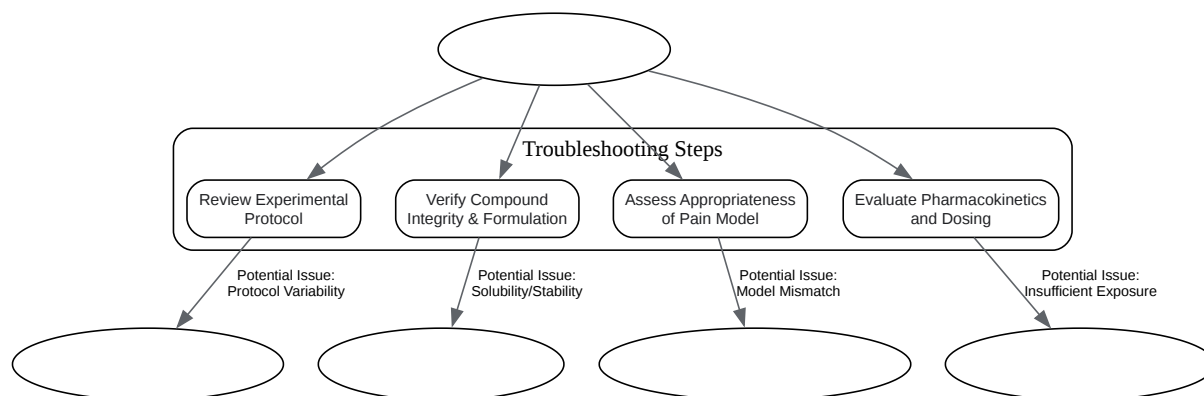 Troubleshooting Steps
Review Experimental
Protocol
Verify Compound
Integrity & Formulation
Assess Appropriateness
of Pain Model
Evaluate Pharmacokinetics
and Dosing
Potential Issue:
Protocol Variability
Potential Issue:
Solubility/Stability
Potential Issue:
Model Mismatch
Potential Issue:
Insufficient Exposure